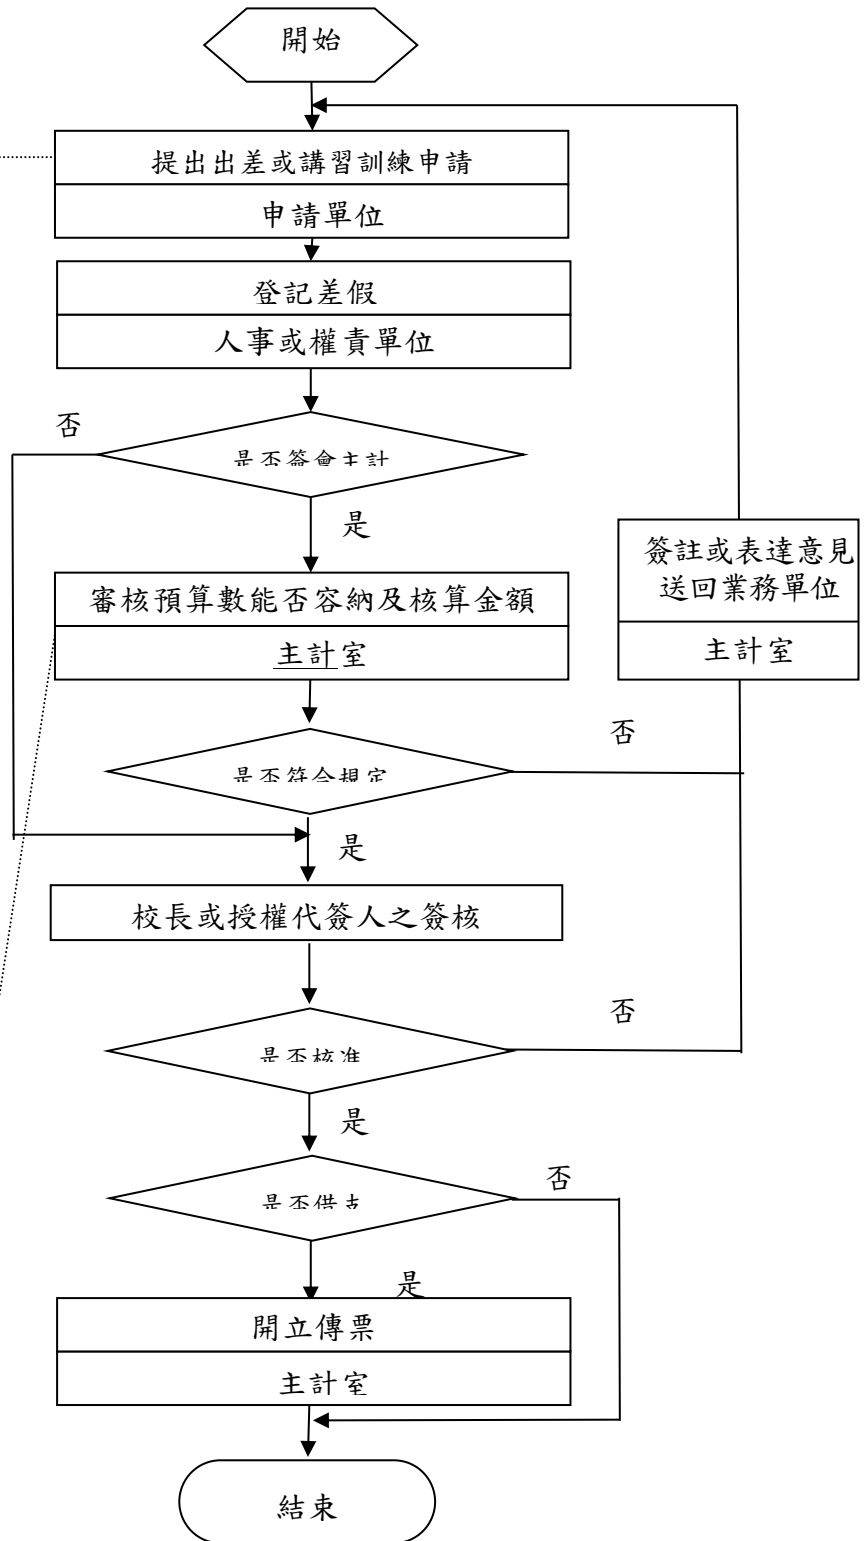 開始
提出出差或講習訓練申請
申請單位
登記差假
人事或權責單位
否
是否簽會主計
是
簽註或表達意見
送回業務單位
主計室
審核預算數能否容納及核算金額
主計室
否
是否符合規定
是
校長或授權代簽人之簽核
否
是否核准
是
否
是否借支
是
開立傳票
主計室
結束